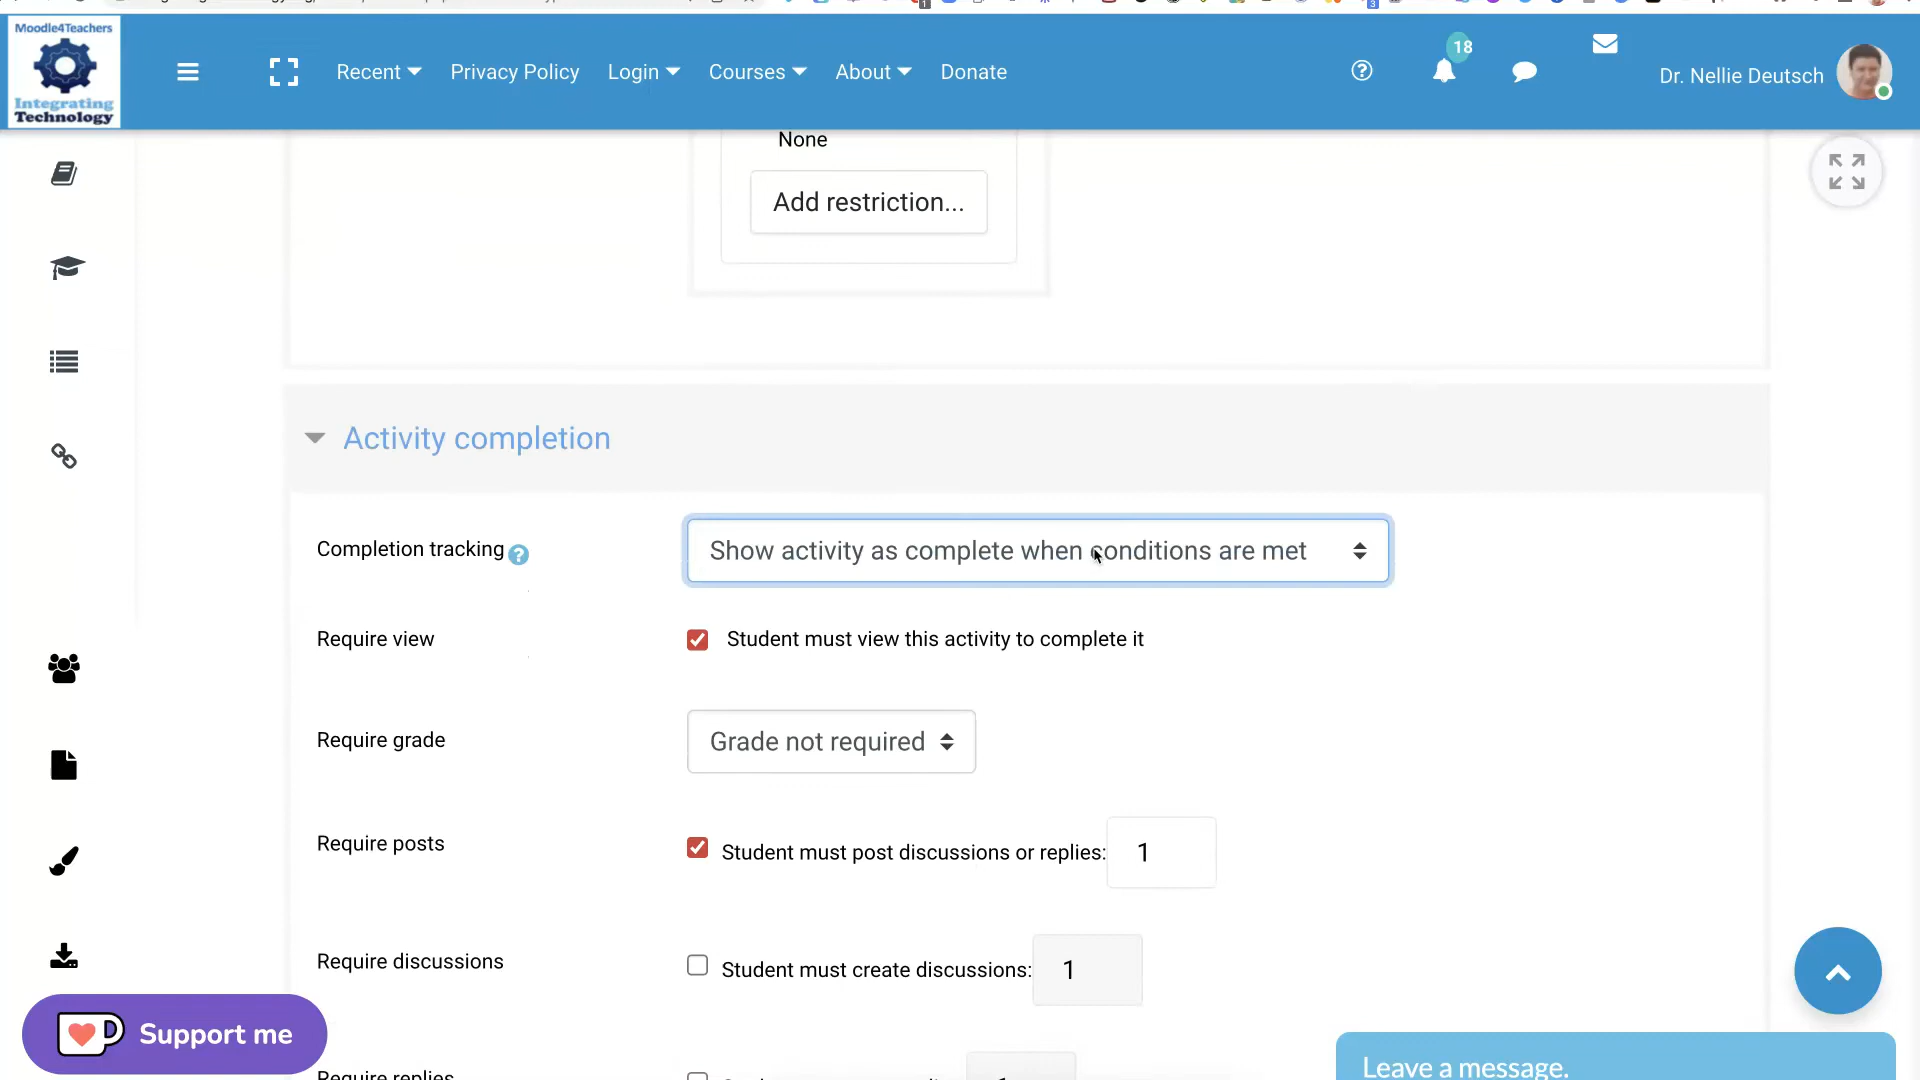 Moodle4Teachers
Integrating
Technology
Recent
Privacy Policy
Login
Courses
About
Donate
18
Dr. Nellie Deutsch
None
Add restriction...
Activity completion
Completion tracking
Show activity as complete when conditions are met
Require view
Student must view this activity to complete it
Require grade
Grade not required
Require posts
Student must post discussions or replies:
1
Require discussions
Student must create discussions:
1
Support me
Require replies
Leave a message.